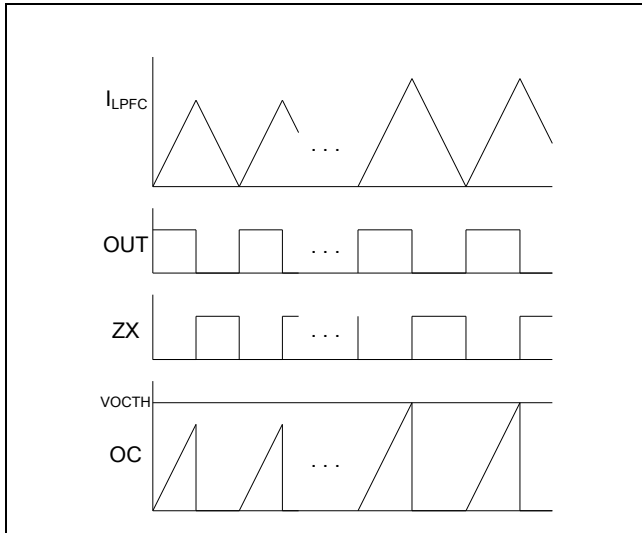 ILPFC
. . .
OUT
. . .
ZX
. . .
VOCTH
OC
. . .